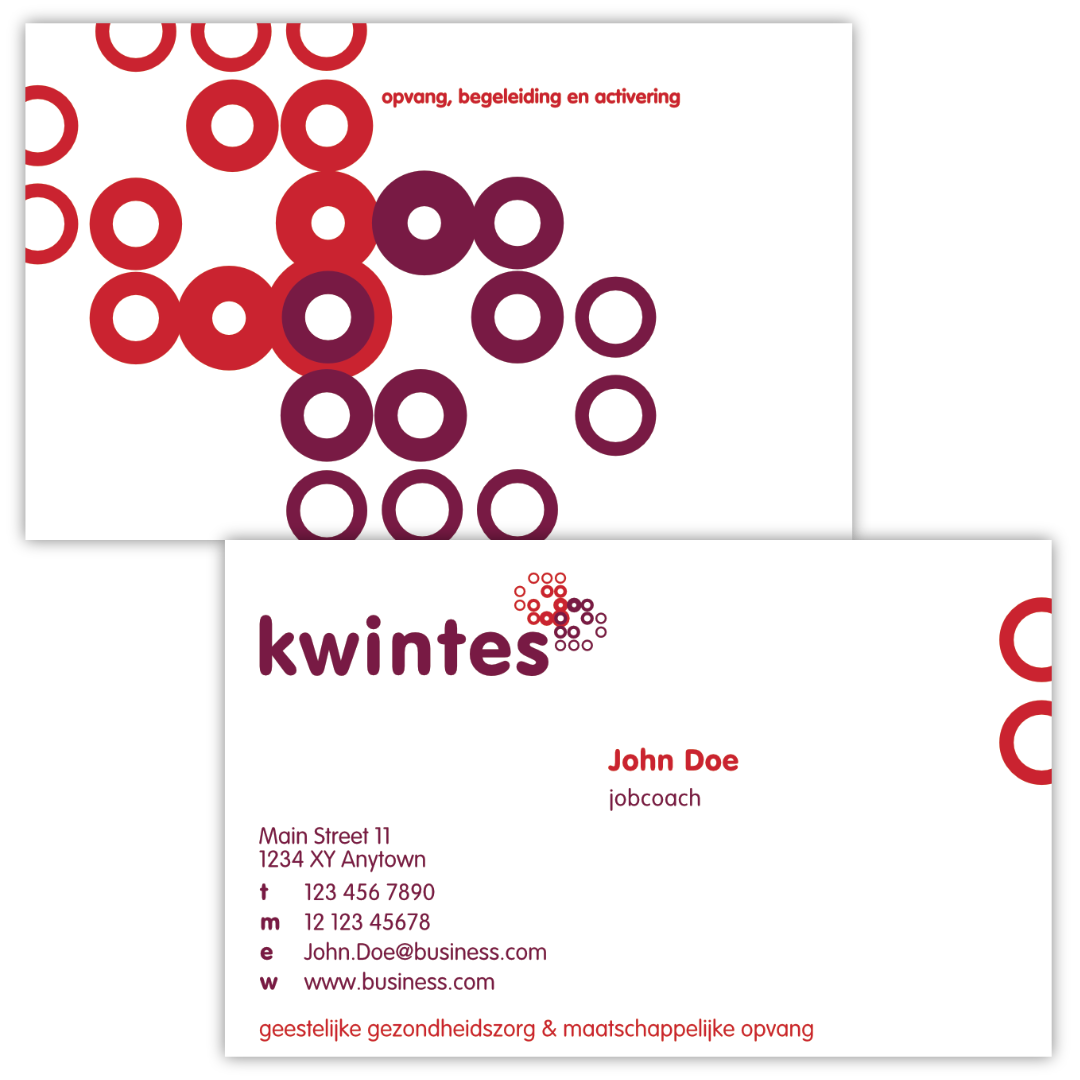 opvang, begeleiding en activering
kwintes
John Doe
jobcoach
Main Street 11
1234 XY Anytown
t 123 456 7890
m 12 123 45678
e John.Doe@business.com
w www.business.com
geestelijke gezondheidszorg & maatschappelijke opvang